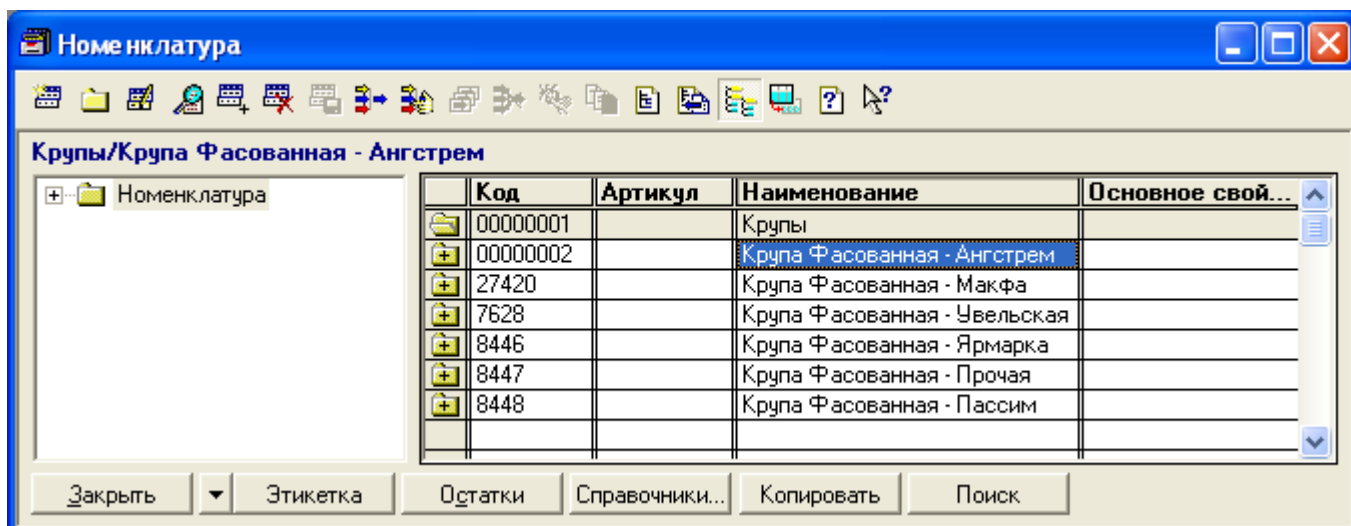 Номенклатура
Крупы/Крупа Фасованная - Ангстрем
Номенклатура
Код Артикул Наименование Основное свой...
00000001 Крупы
00000002 Крупа Фасованная - Ангстрем
27420 Крупа Фасованная - Макфа
7628 Крупа Фасованная - Увельская
8446 Крупа Фасованная - Ярмарка
8447 Крупа Фасованная - Прочая
8448 Крупа Фасованная - Пассим
Закрыть Этикетка Остатки Справочники... Копировать Поиск